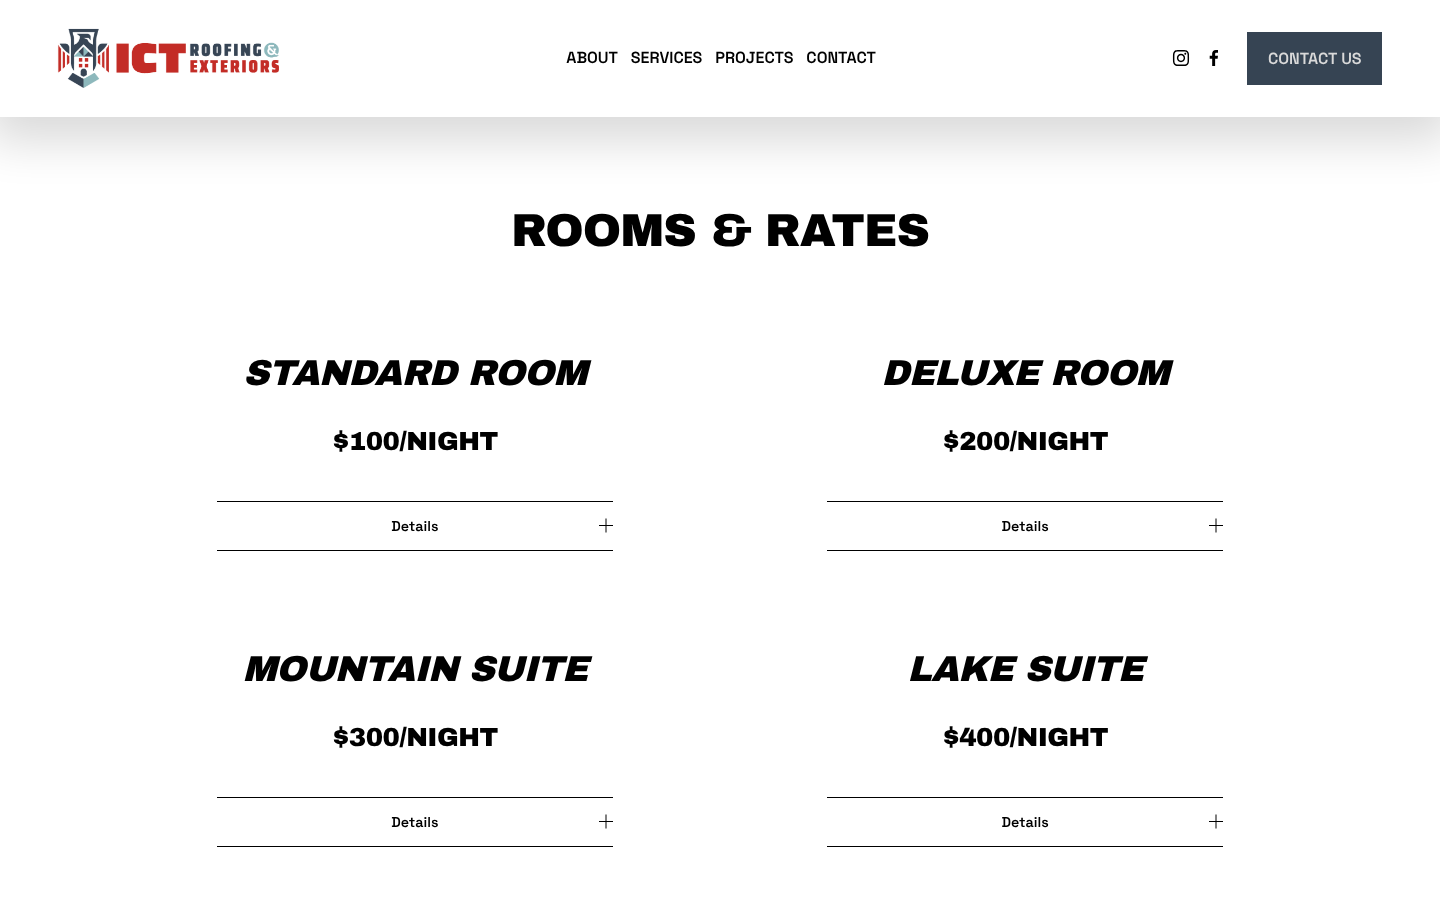 ICT ROOFING &
EXTERIORS
ABOUT SERVICES PROJECTS CONTACT
CONTACT US
ROOMS & RATES
STANDARD ROOM
$100/NIGHT
Details
DELUXE ROOM
$200/NIGHT
Details
MOUNTAIN SUITE
$300/NIGHT
Details
LAKE SUITE
$400/NIGHT
Details